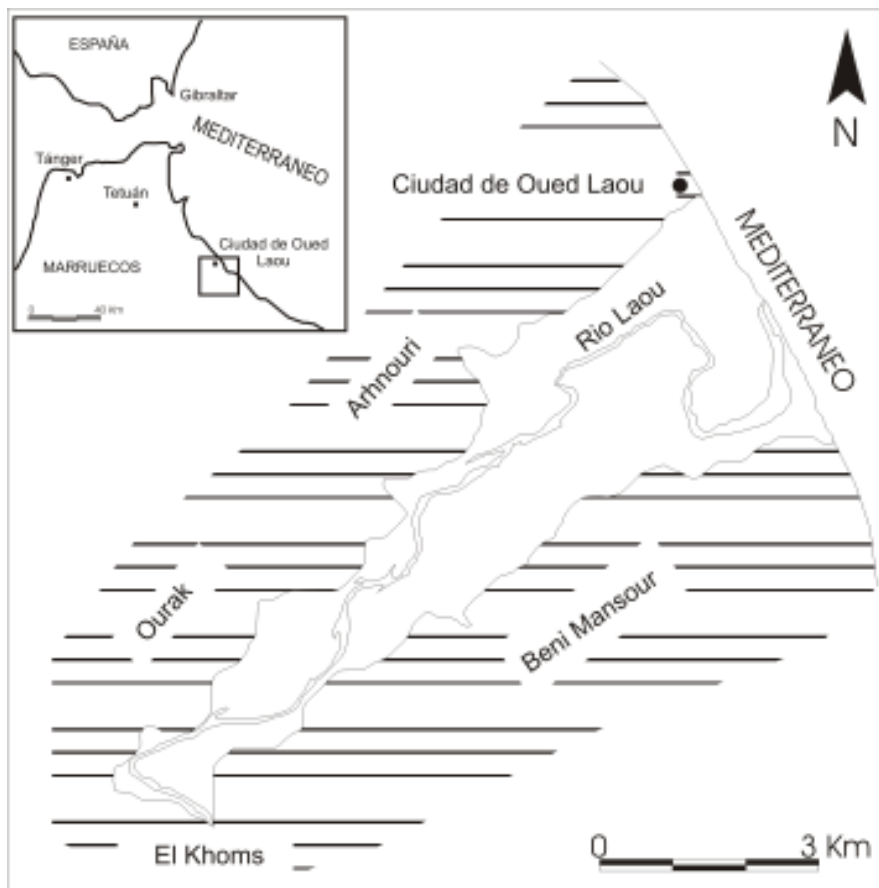 ESPAÑA
Gibraltar
MEDITERRANEO
Tánger
Tetuán
Ciudad de Oued
Laou
MARRUECOS
0 40 Km
N
Ciudad de Oued Laou
MEDITERRANEO
Rio Laou
Arhnouri
Ourak
Beni Mansour
El Khoms
0 3 Km